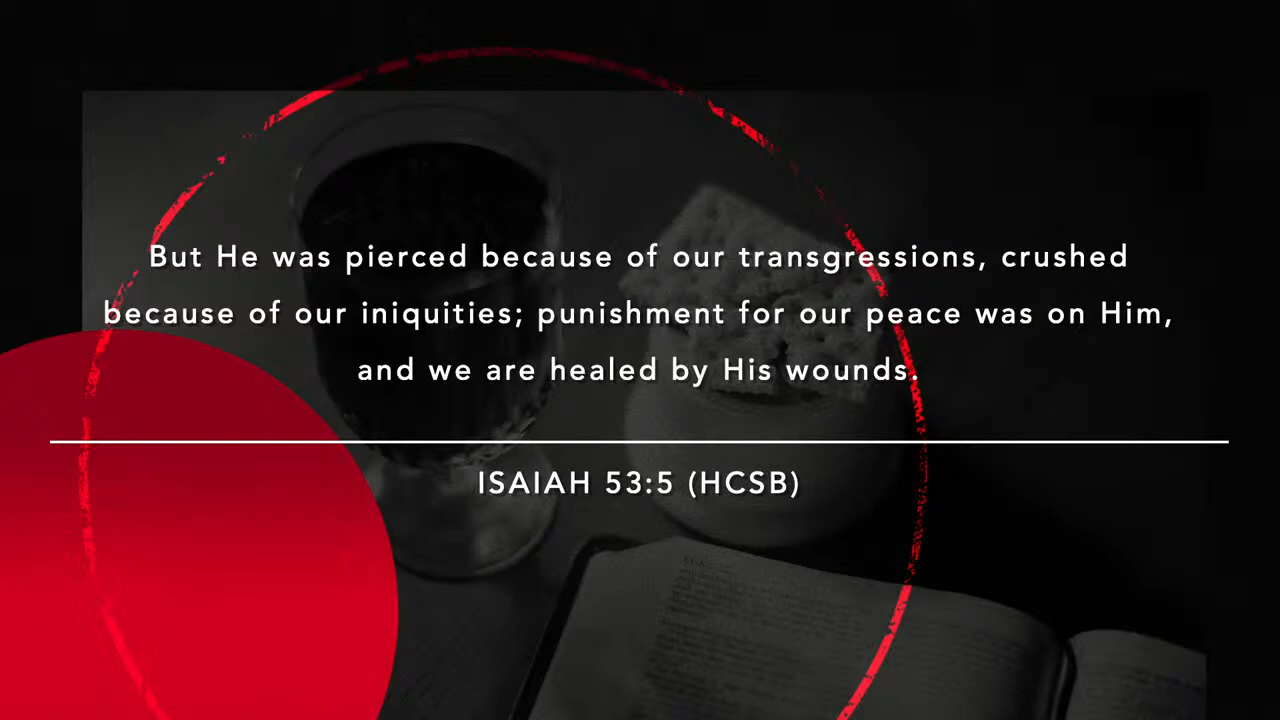 But He was pierced because of our transgressions, crushed
because of our iniquities; punishment for our peace was on Him,
and we are healed by His wounds.
ISAIAH 53:5 (HCSB)